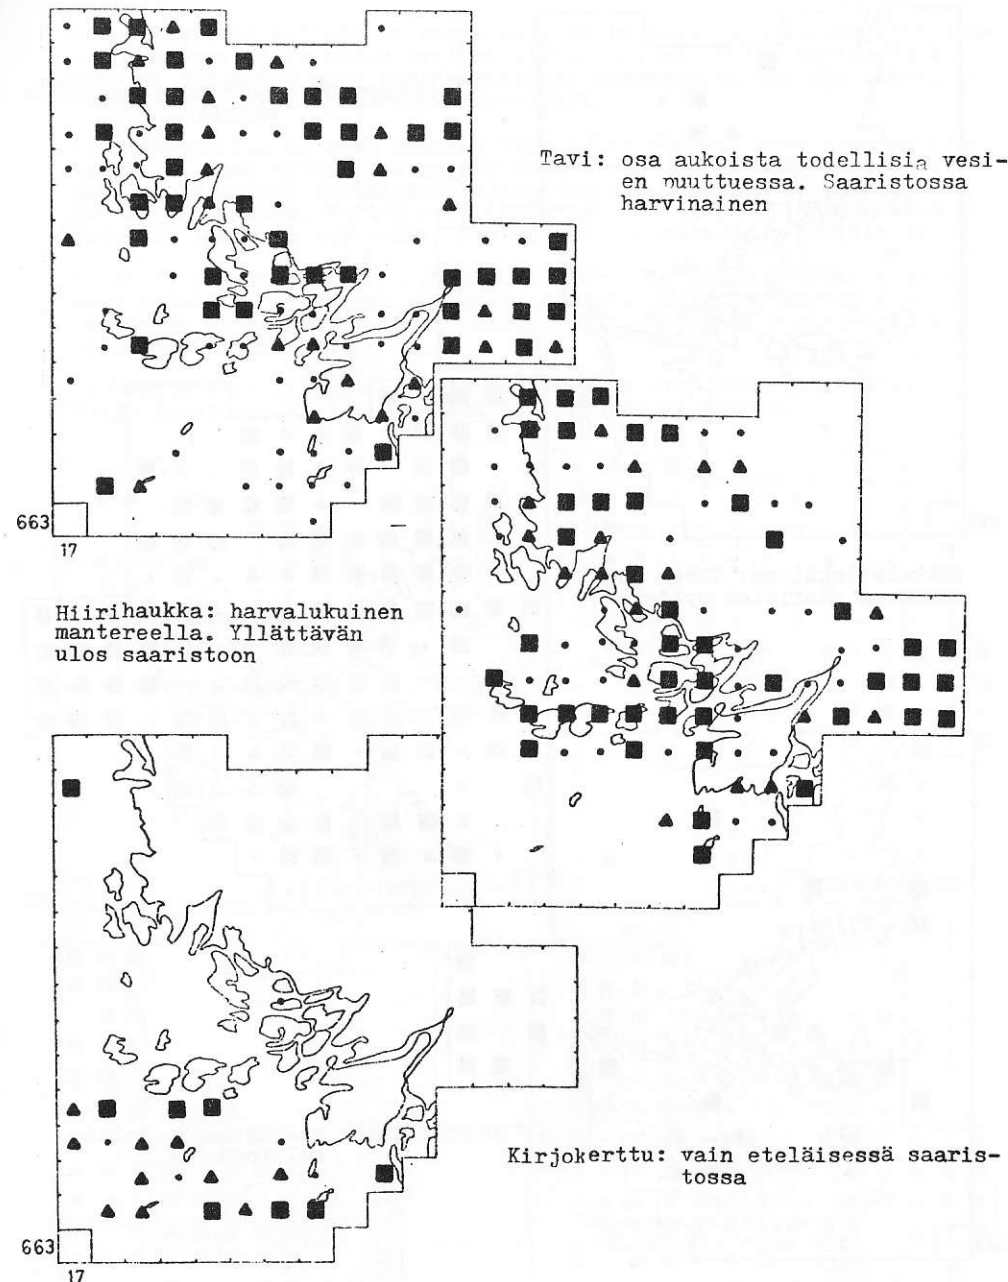 Tavi: osa aukoista todellisia vesi-
en puuttuessa. Saaristossa
harvinainen
663
17
Hiirihaukka: harvalukuinen
mantereella. Yllättävän
ulos saaristoon
Kirjokerttu: vain eteläisessä saaris-
tossa
663
17